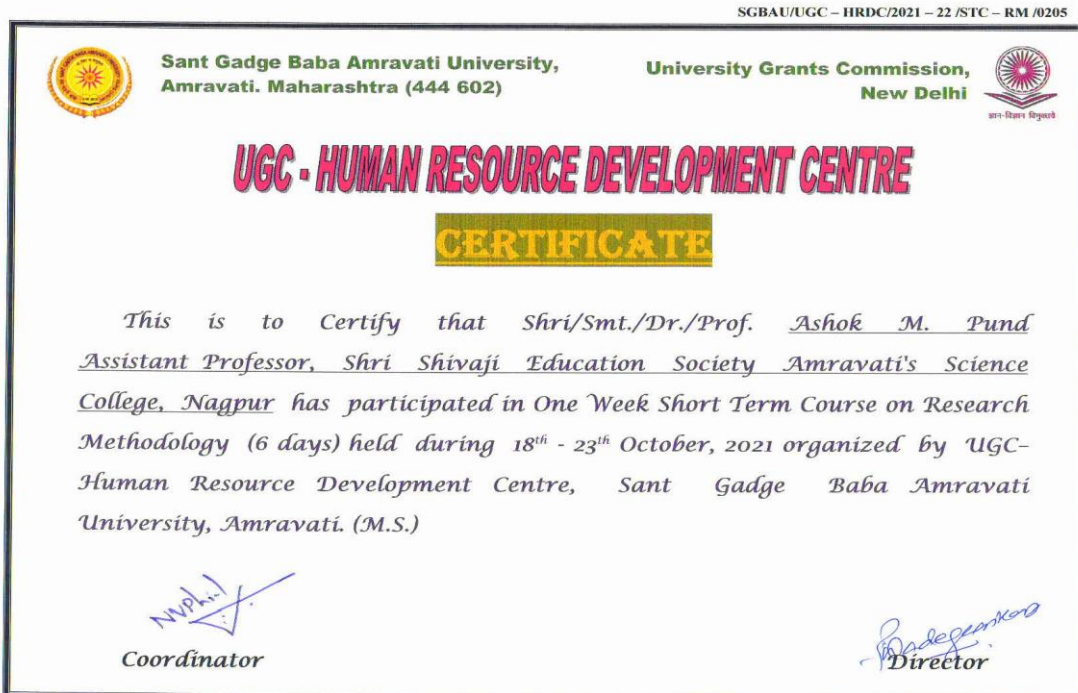 SGBAU/UGC – HRDC/2021 – 22 /STC – RM /0205
Sant Gadge Baba Amravati University,
Amravati. Maharashtra (444 602)
University Grants Commission,
New Delhi
ज्ञान-विज्ञान विमुक्तये
UGC - HUMAN RESOURCE DEVELOPMENT CENTRE
CERTIFICATE
This is to Certify that Shri/Smt./Dr./Prof. Ashok M. Pund
Assistant Professor, Shri Shivaji Education Society Amravati's Science
College, Nagpur has participated in One Week Short Term Course on Research
Methodology (6 days) held during 18th - 23th October, 2021 organized by UGC–
Human Resource Development Centre, Sant Gadge Baba Amravati
University, Amravati. (M.S.)
Coordinator
Director